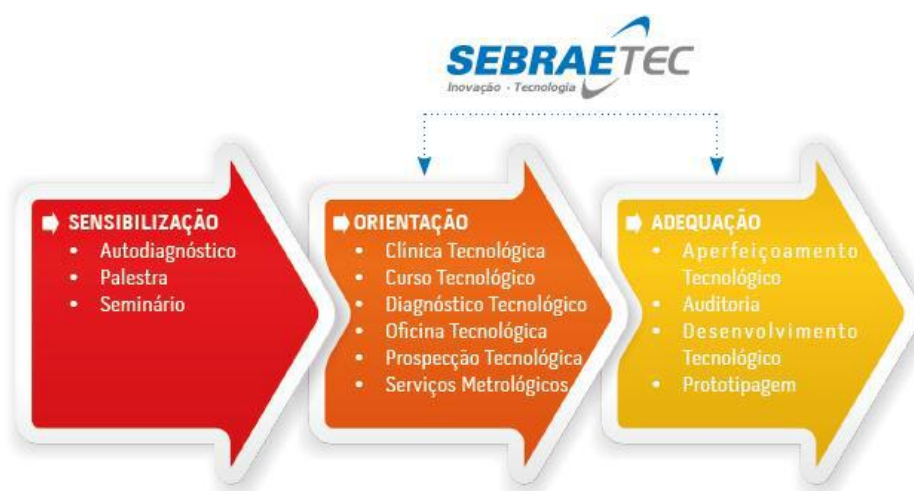 SEBRAETEC
Inovação - Tecnologia
SENSIBILIZAÇÃO
• Autodiagnóstico
• Palestra
• Seminário
ORIENTAÇÃO
• Clínica Tecnológica
• Curso Tecnológico
• Diagnóstico Tecnológico
• Oficina Tecnológica
• Prospecção Tecnológica
• Serviços Metrológicos
ADEQUAÇÃO
• Aperfeiçoamento
Tecnológico
• Auditoria
• Desenvolvimento
Tecnológico
• Prototipagem